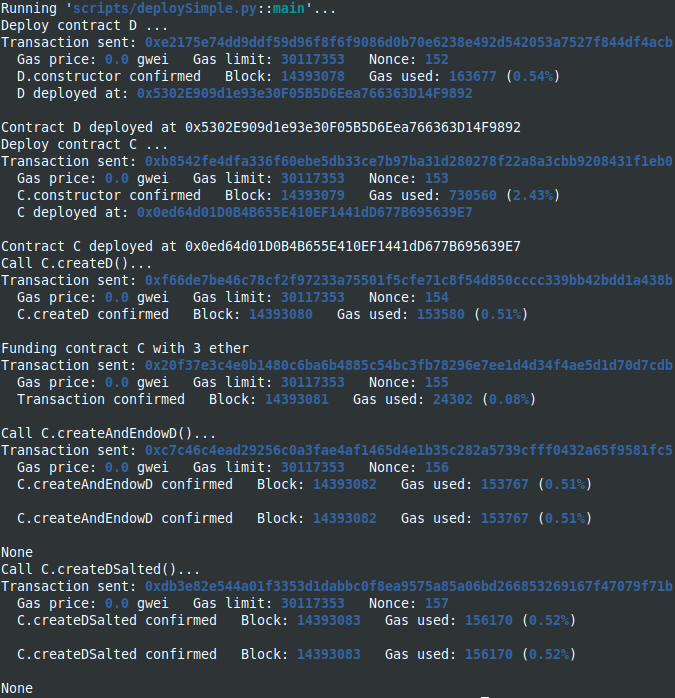 Running 'scripts/deploySimple.py::main'...
Deploy contract D ...
Transaction sent: 0xe2175e74dd9ddf59d96f8f6f9086d0b70e6238e492d542053a7527f844df4acb
Gas price: 0.0 gwei   Gas limit: 30117353   Nonce: 152
D.constructor confirmed   Block: 14393078   Gas used: 163677 (0.54%)
D deployed at: 0x5302E909d1e93e30F05B5D6Eea766363D14F9892
Contract D deployed at 0x5302E909d1e93e30F05B5D6Eea766363D14F9892
Deploy contract C ...
Transaction sent: 0xb8542fe4dfa336f60ebe5db33ce7b97ba31d280278f22a8a3cbb9208431f1eb0
Gas price: 0.0 gwei   Gas limit: 30117353   Nonce: 153
C.constructor confirmed   Block: 14393079   Gas used: 730560 (2.43%)
C deployed at: 0x0ed64d01D0B4B655E410EF1441dD677B695639E7
Contract C deployed at 0x0ed64d01D0B4B655E410EF1441dD677B695639E7
Call C.createD()...
Transaction sent: 0xf66de7be46c78cf2f97233a75501f5cfe71c8f54d850cccc339bb42bdd1a438b
Gas price: 0.0 gwei   Gas limit: 30117353   Nonce: 154
C.createD confirmed   Block: 14393080   Gas used: 153580 (0.51%)
Funding contract C with 3 ether
Transaction sent: 0x20f37e3c4e0b1480c6ba6b4885c54bc3fb78296e7ee1d4d34f4ae5d1d70d7cdb
Gas price: 0.0 gwei   Gas limit: 30117353   Nonce: 155
Transaction confirmed   Block: 14393081   Gas used: 24302 (0.08%)
Call C.createAndEndowD()...
Transaction sent: 0xc7c46c4ead29256c0a3fae4af1465d4e1b35c282a5739cfff0432a65f9581fc5
Gas price: 0.0 gwei   Gas limit: 30117353   Nonce: 156
C.createAndEndowD confirmed   Block: 14393082   Gas used: 153767 (0.51%)
C.createAndEndowD confirmed   Block: 14393082   Gas used: 153767 (0.51%)
None
Call C.createDSalted()...
Transaction sent: 0xdb3e82e544a01f3353d1dabbc0f8ea9575a85a06bd266853269167f47079f71b
Gas price: 0.0 gwei   Gas limit: 30117353   Nonce: 157
C.createDSalted confirmed   Block: 14393083   Gas used: 156170 (0.52%)
C.createDSalted confirmed   Block: 14393083   Gas used: 156170 (0.52%)
None